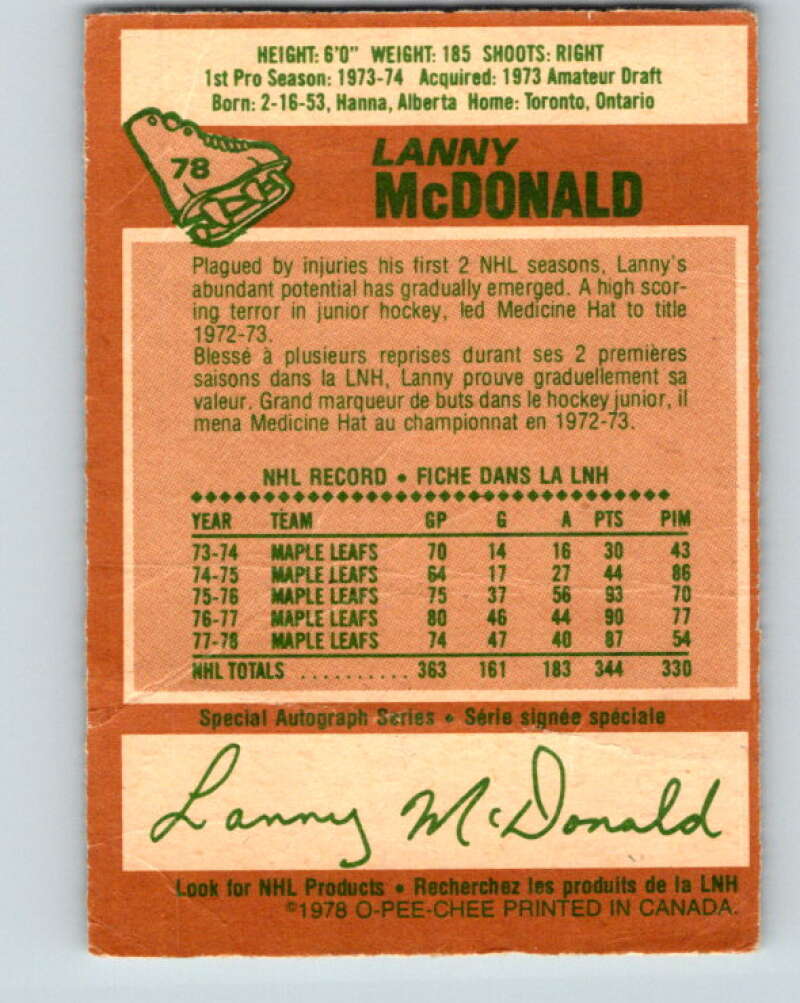 HEIGHT: 6'0" WEIGHT: 185 SHOOTS: RIGHT
1st Pro Season: 1973-74 Acquired: 1973 Amateur Draft
Born: 2-16-53, Hanna, Alberta Home: Toronto, Ontario
78
LANNY
McDONALD
Plagued by injuries his first 2 NHL seasons, Lanny's
abundant potential has gradually emerged. A high scor-
ing terror in junior hockey, led Medicine Hat to title
1972-73.
Blessé à plusieurs reprises durant ses 2 premières
saisons dans la LNH, Lanny prouve graduellement sa
valeur. Grand marqueur de buts dans le hockey junior, il
mena Medicine Hat au championnat en 1972-73.
NHL RECORD • FICHE DANS LA LNH
YEAR TEAM GP G A PTS PIM
73-74 MAPLE LEAFS 70 14 16 30 43
74-75 MAPLE LEAFS 64 17 27 44 86
75-76 MAPLE LEAFS 75 37 56 93 70
76-77 MAPLE LEAFS 80 46 44 90 77
77-78 MAPLE LEAFS 74 47 40 87 54
NHL TOTALS .......... 363 161 183 344 330
Special Autograph Series • Série signée spéciale
Lanny McDonald
Look for NHL Products • Recherchez les produits de la LNH
©1978 O-PEE-CHEE PRINTED IN CANADA.